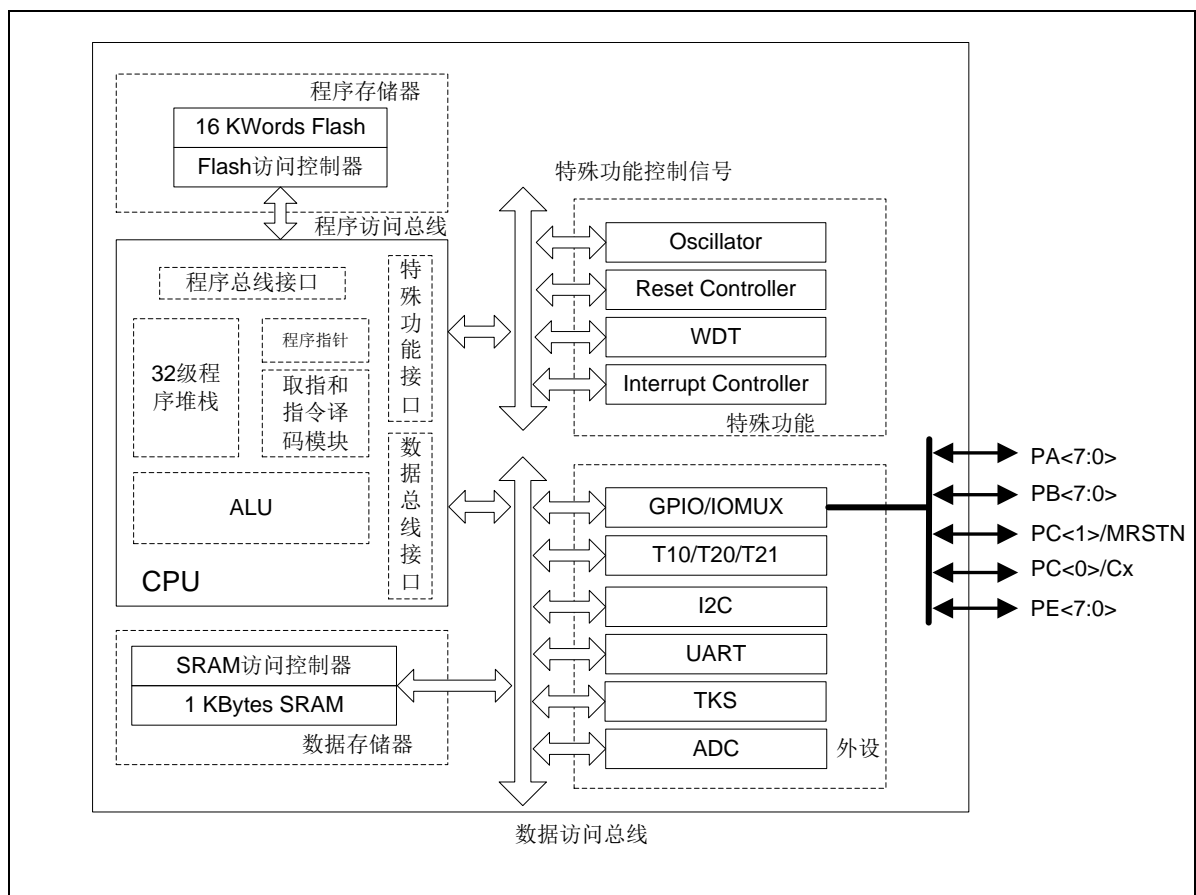 程序存储器
16 KWords Flash
Flash访问控制器
程序访问总线
程序总线接口
特
殊
功
能
接
口
程序指针
32级程
序堆栈
取指和
指令译
码模块
数
据
总
线
接
口
ALU
CPU
SRAM访问控制器
1 KBytes SRAM
数据存储器
特殊功能控制信号
Oscillator
Reset Controller
WDT
Interrupt Controller
特殊功能
GPIO/IOMUX
T10/T20/T21
I2C
UART
TKS
ADC
外设
数据访问总线
PA<7:0>
PB<7:0>
PC<1>/MRSTN
PC<0>/Cx
PE<7:0>